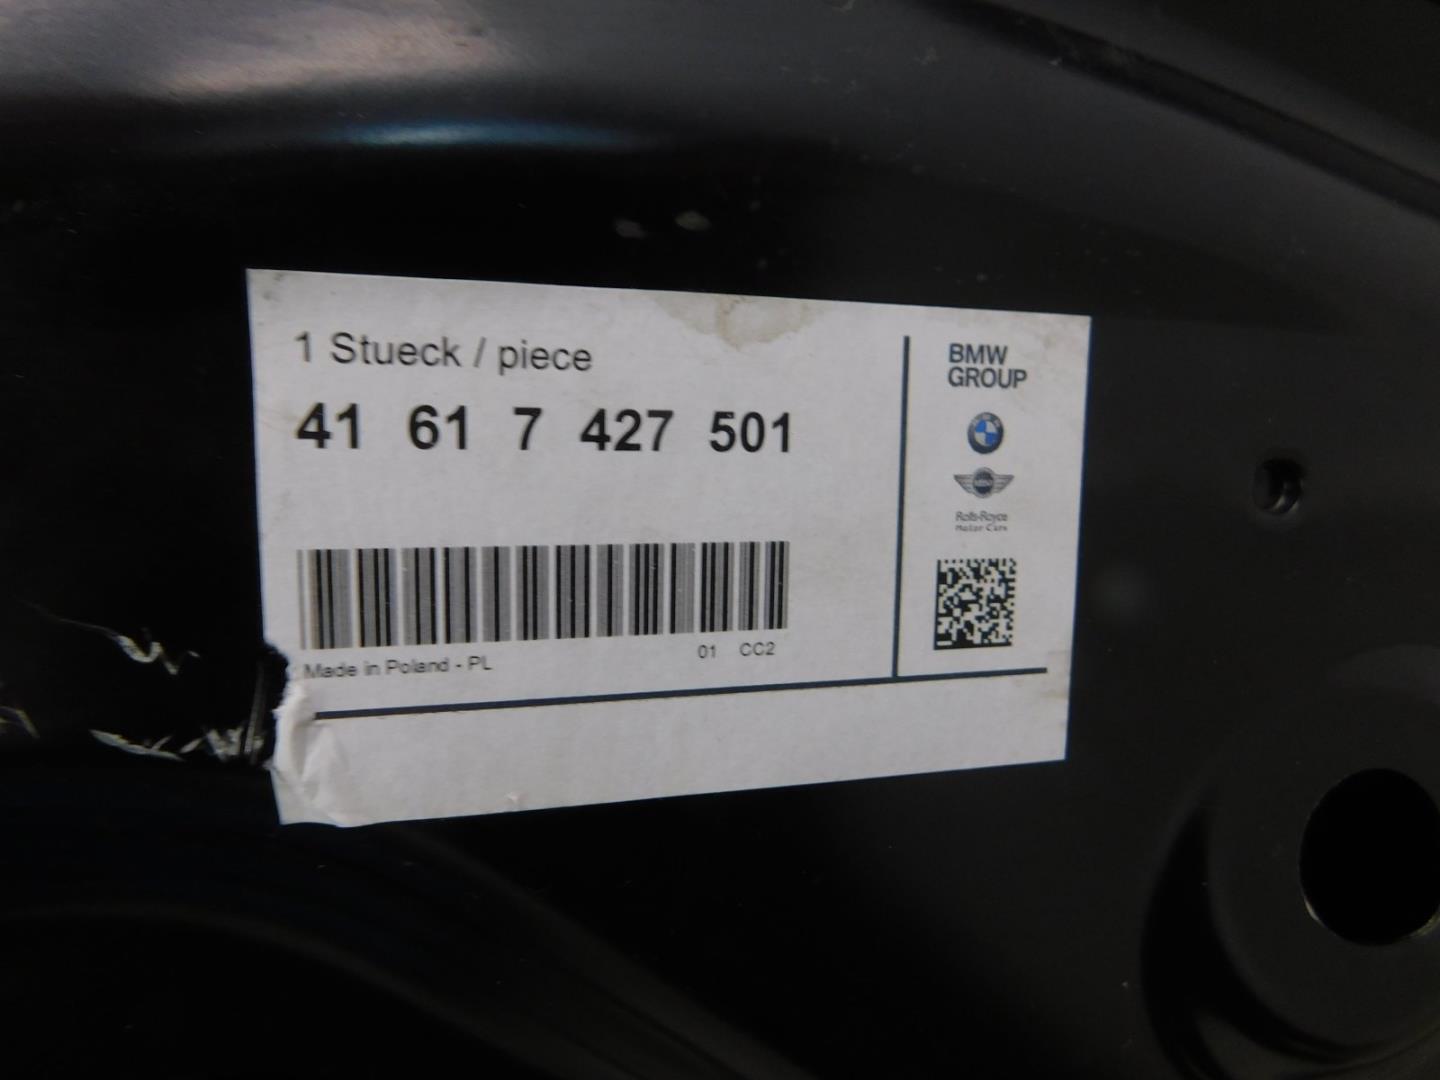 1 Stueck / piece
41 61 7 427 501
Made in Poland - PL
01 CC2
BMW
GROUP
Rolls-Royce
Motor Cars